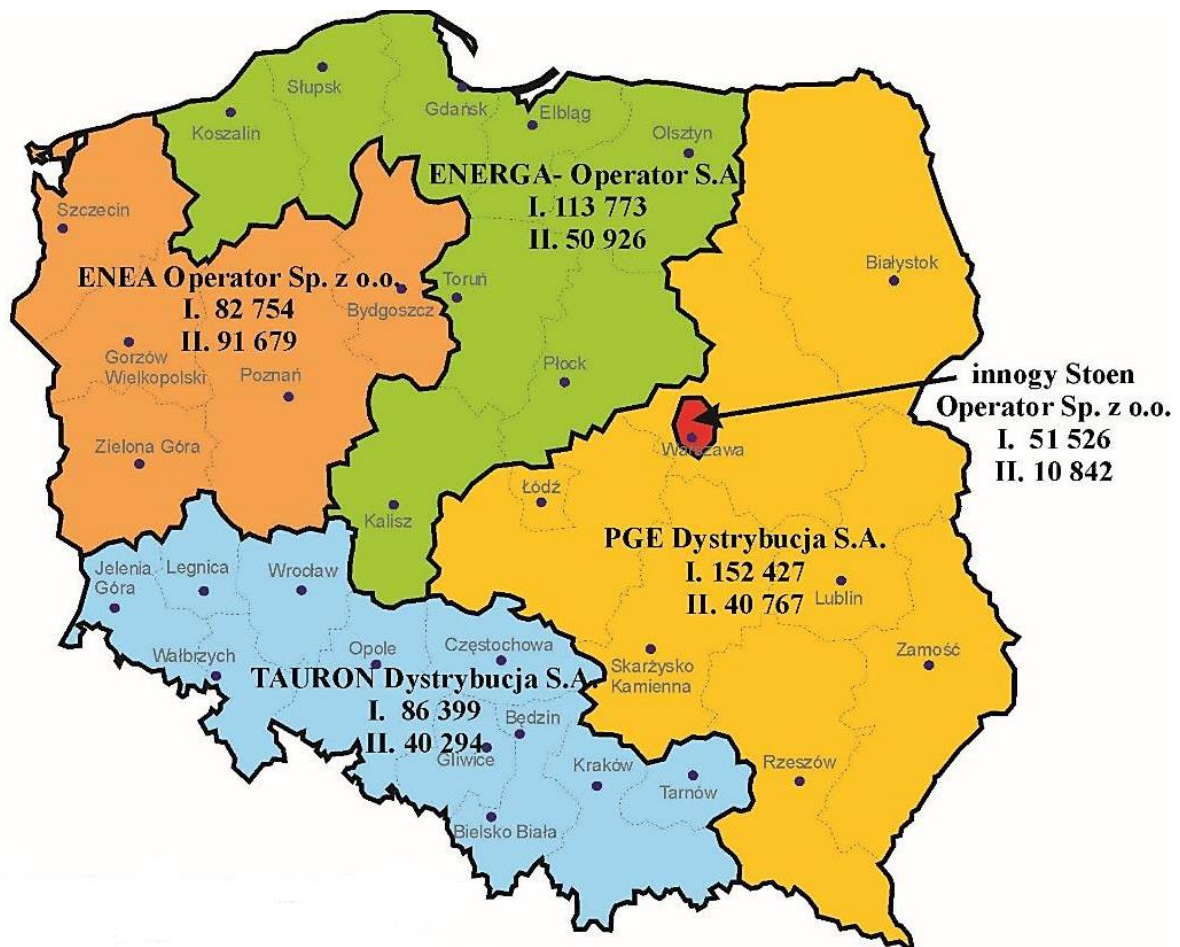 Słupsk
Gdańsk
Elbląg
Koszalin
Olsztyn
ENERGA- Operator S.A
I. 113 773
II. 50 926
Szczecin
Białystok
ENEA Operator Sp. z o.o.
I. 82 754
II. 91 679
Toruń
Bydgoszcz
Gorzów
Wielkopolski
Poznań
Płock
innogy Stoen
Operator Sp. z o.o.
I. 51 526
II. 10 842
Zielona Góra
Warszawa
Łódź
Kalisz
PGE Dystrybucja S.A.
I. 152 427
II. 40 767
Jelenia
Góra
Legnica
Wrocław
Lublin
Wałbrzych
Opole
Częstochowa
Skarżysko
Kamienna
Zamość
TAURON Dystrybucja S.A.
I. 86 399
II. 40 294
Będzin
Gliwice
Kraków
Tarnów
Rzeszów
Bielsko Biała